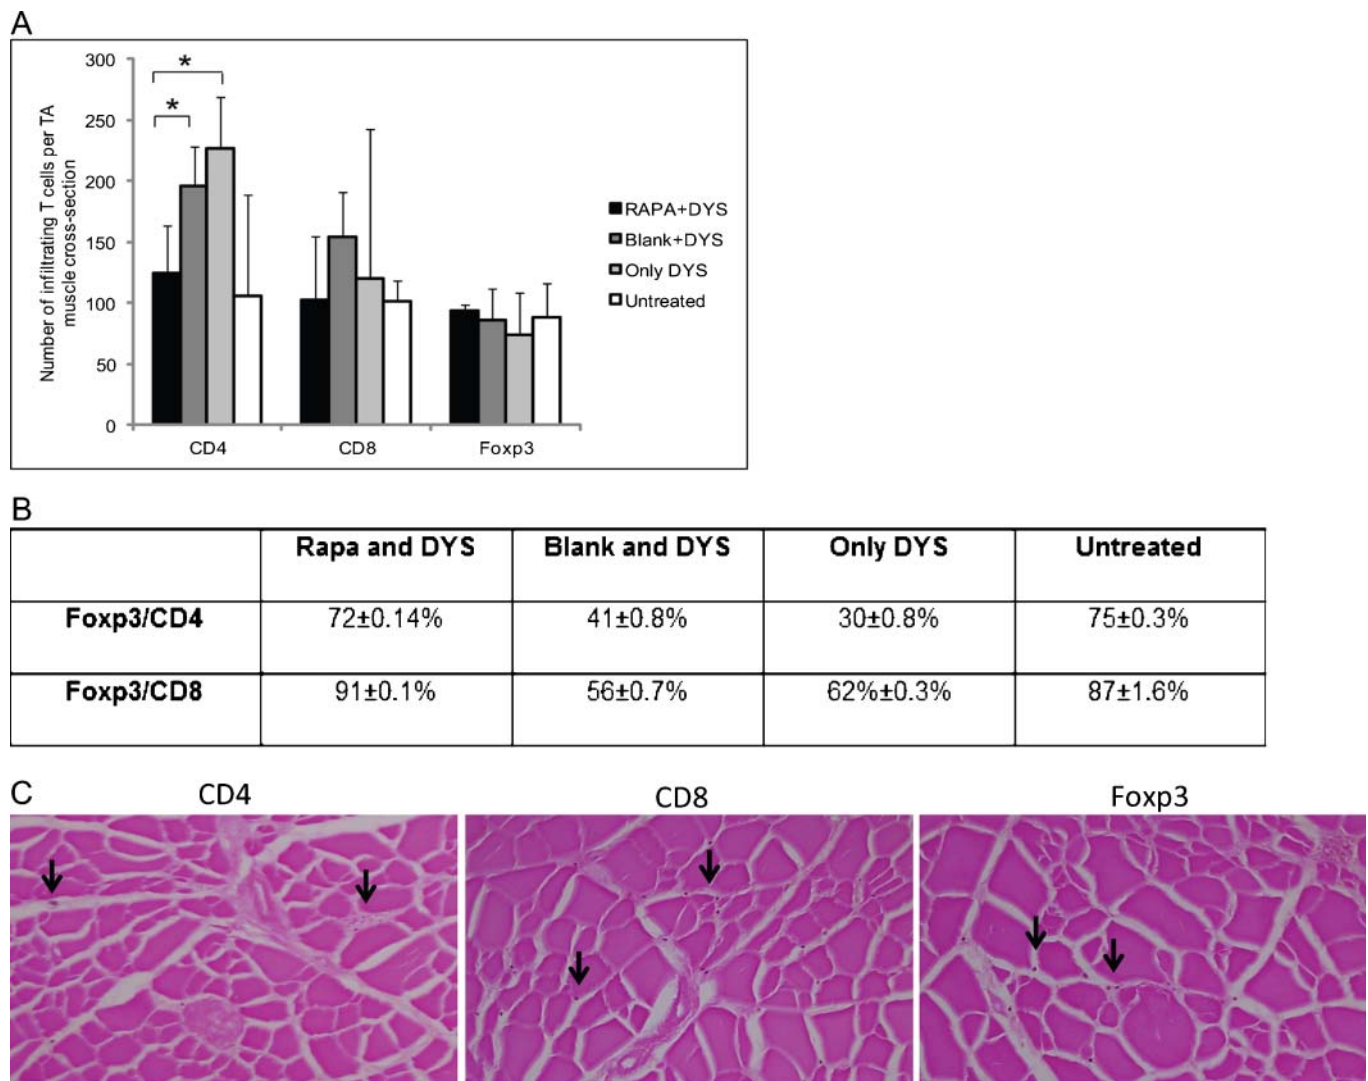 A
300
250
200
150
100
50
0
Number of infiltrating T cells per TA
muscle cross-section
*
*
CD4 CD8 Foxp3
RAPA+DYS
Blank+DYS
Only DYS
Untreated
B
Rapa and DYS Blank and DYS Only DYS Untreated
Foxp3/CD4 72±0.14% 41±0.8% 30±0.8% 75±0.3%
Foxp3/CD8 91±0.1% 56±0.7% 62%±0.3% 87±1.6%
C CD4 CD8 Foxp3